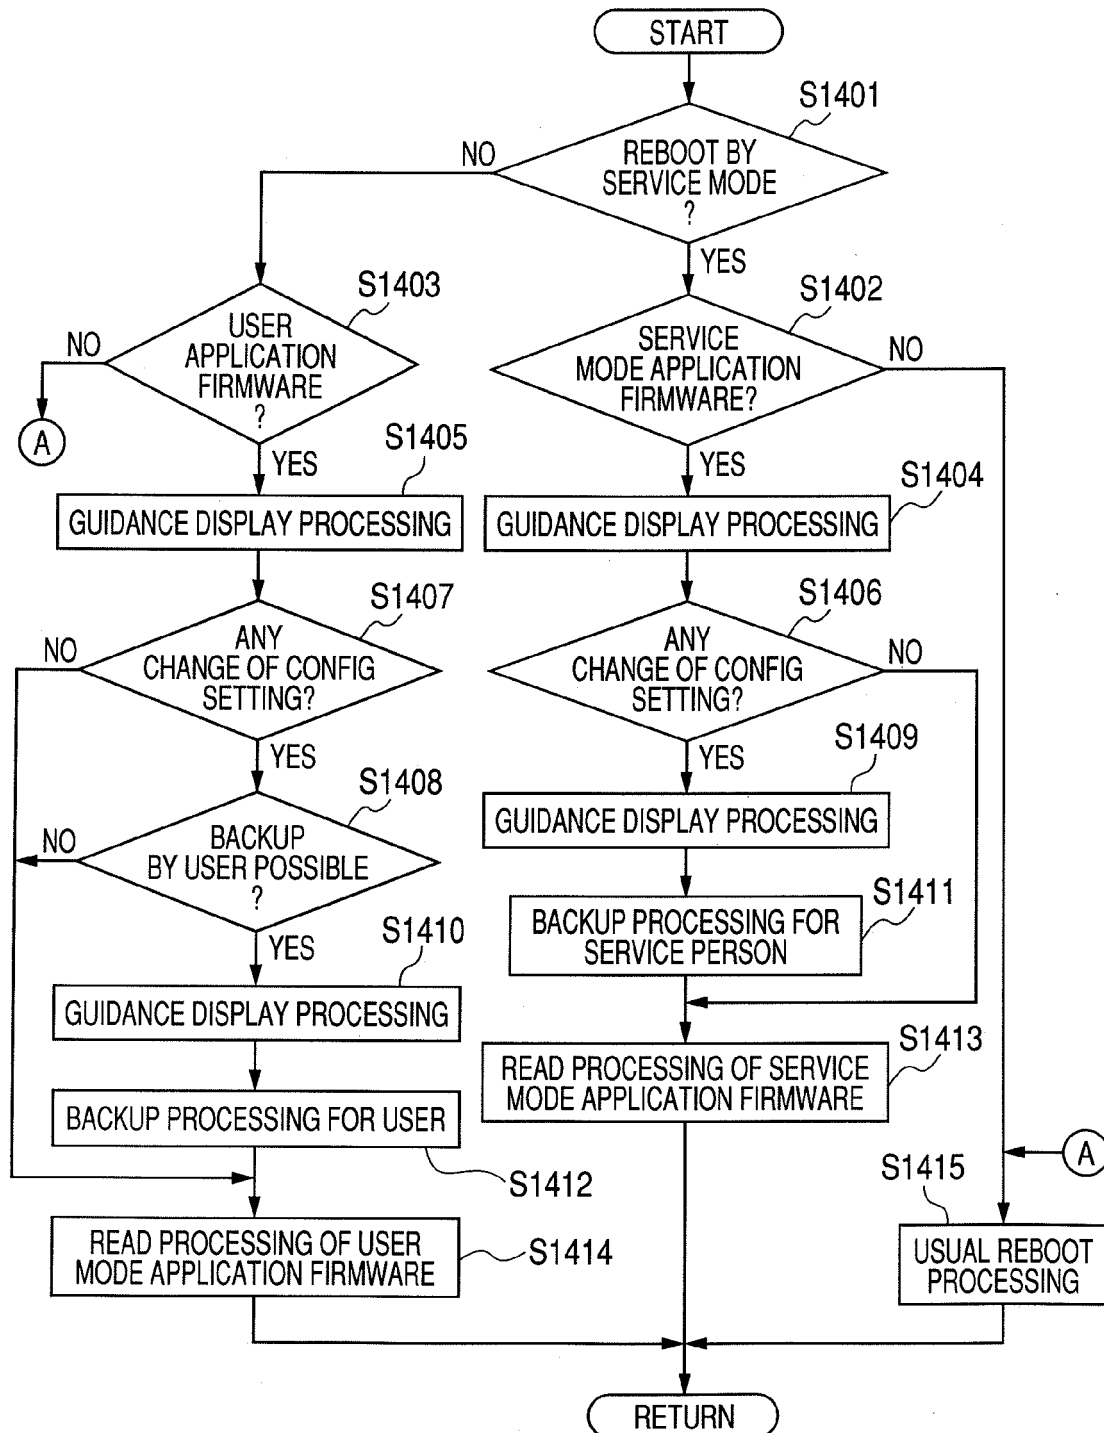 START
S1401
REBOOT BY
SERVICE MODE
?
NO
YES
S1403
S1402
USER
APPLICATION
FIRMWARE
?
NO
SERVICE
MODE APPLICATION
FIRMWARE?
NO
A
YES
S1405
YES
S1404
GUIDANCE DISPLAY PROCESSING
GUIDANCE DISPLAY PROCESSING
S1407
S1406
ANY
CHANGE OF CONFIG
SETTING?
NO
ANY
CHANGE OF CONFIG
SETTING?
NO
YES
S1408
YES
S1409
BACKUP
BY USER POSSIBLE
?
NO
GUIDANCE DISPLAY PROCESSING
YES
S1410
S1411
BACKUP PROCESSING FOR
SERVICE PERSON
GUIDANCE DISPLAY PROCESSING
S1413
READ PROCESSING OF SERVICE
MODE APPLICATION FIRMWARE
BACKUP PROCESSING FOR USER
S1412
A
S1415
READ PROCESSING OF USER
MODE APPLICATION FIRMWARE
S1414
USUAL REBOOT
PROCESSING
RETURN